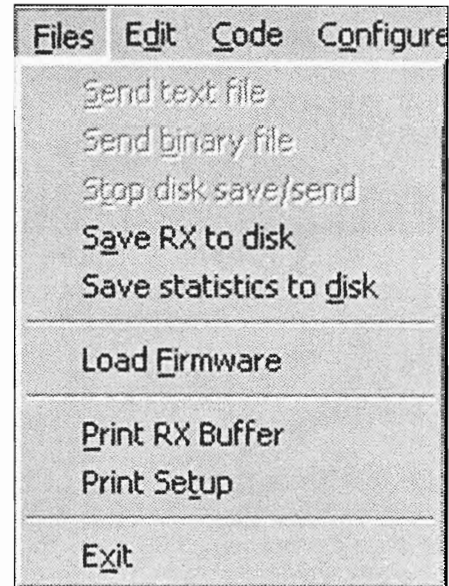 Files Edit Code Configure
Send text file
Send binary file
Stop disk save/send
Save RX to disk
Save statistics to disk
Load Firmware
Print RX Buffer
Print Setup
Exit